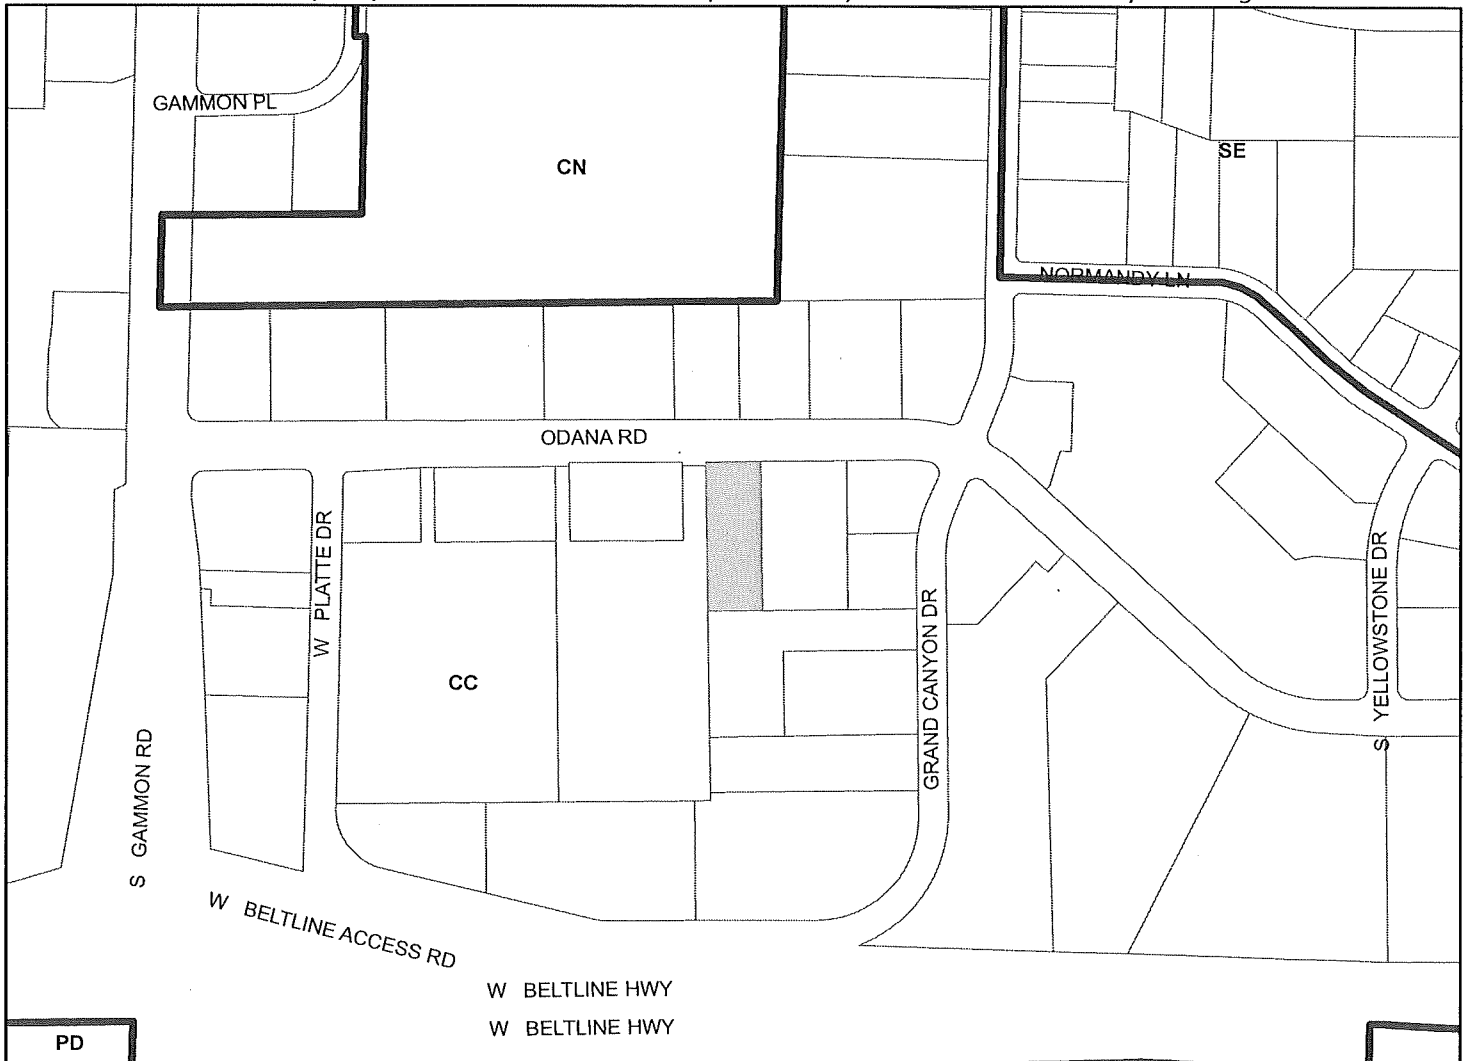 GAMMON PL
CN
SE
NORMANDY LN
ODANA RD
W PLATTE DR
S YELLOWSTONE DR
GRAND CANYON DR
CC
S GAMMON RD
W BELTLINE ACCESS RD
W BELTLINE HWY
W BELTLINE HWY
PD